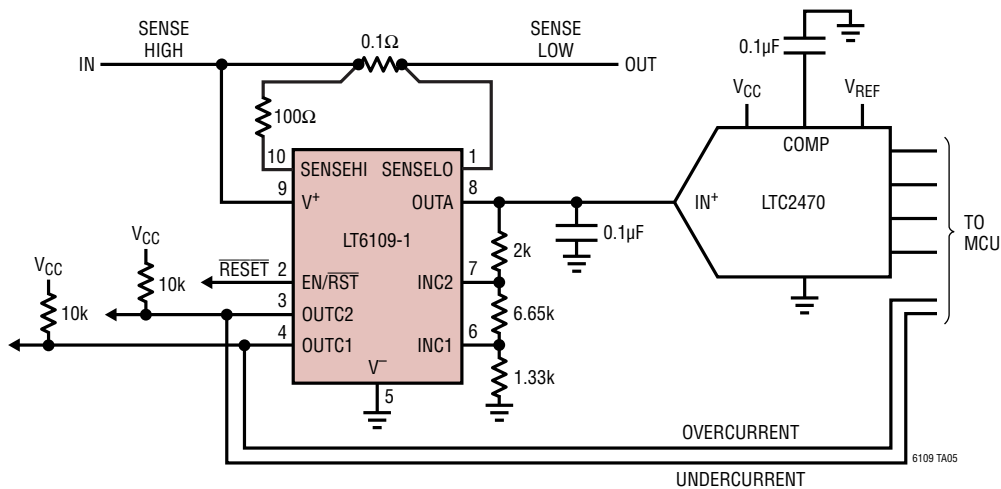 SENSE
HIGH
0.1Ω
SENSE
LOW
IN
OUT
100Ω
0.1µF
VCC
VREF
COMP
10
SENSEHI
SENSELO
1
9
V+
OUTA
8
IN+
LTC2470
TO
MCU
LT6109-1
0.1µF
2k
VCC
10k
RESET
2
EN/RST
INC2
7
VCC
10k
3
OUTC2
6.65k
4
OUTC1
INC1
6
V–
5
1.33k
OVERCURRENT
UNDERCURRENT
6109 TA05